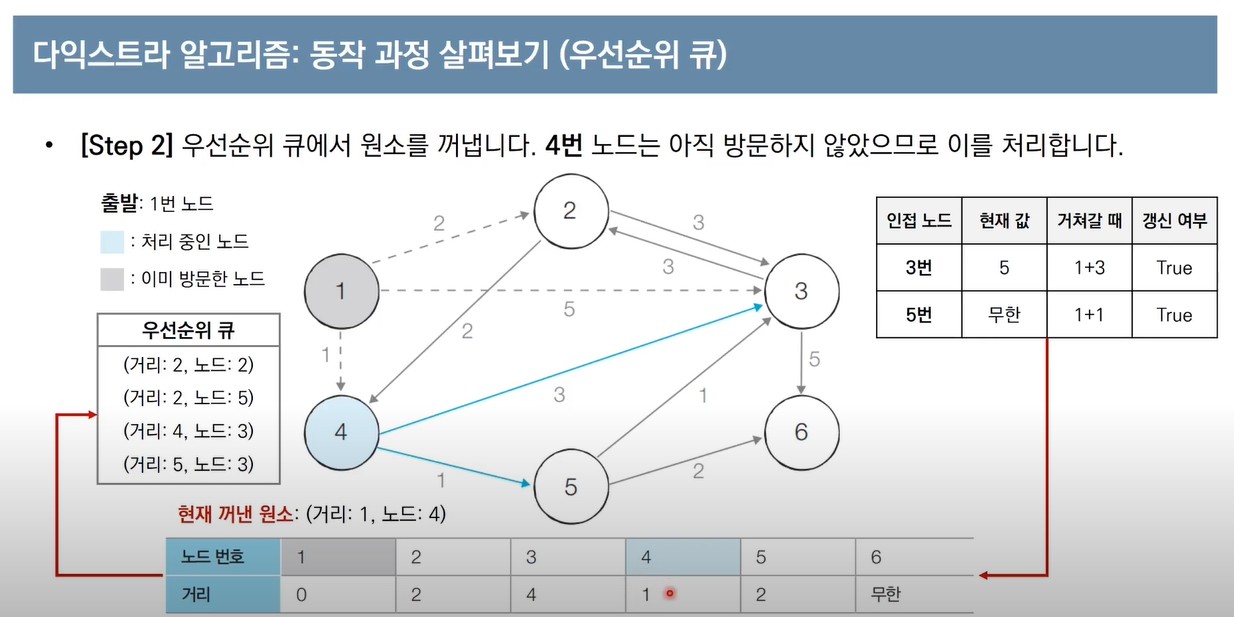 다익스트라 알고리즘: 동작 과정 살펴보기 (우선순위 큐)
• [Step 2] 우선순위 큐에서 원소를 꺼냅니다. 4번 노드는 아직 방문하지 않았으므로 이를 처리합니다.
출발: 1번 노드
: 처리 중인 노드
: 이미 방문한 노드
우선순위 큐
(거리: 2, 노드: 2)
(거리: 2, 노드: 5)
(거리: 4, 노드: 3)
(거리: 5, 노드: 3)
2
2
3
3
1
5
3
1
2
5
3
1
4
1
6
2
5
인접 노드 현재 값 거쳐갈 때 갱신 여부
3번 5 1+3 True
5번 무한 1+1 True
현재 꺼낸 원소: (거리: 1, 노드: 4)
노드 번호 1 2 3 4 5 6
거리 0 2 4 1 2 무한